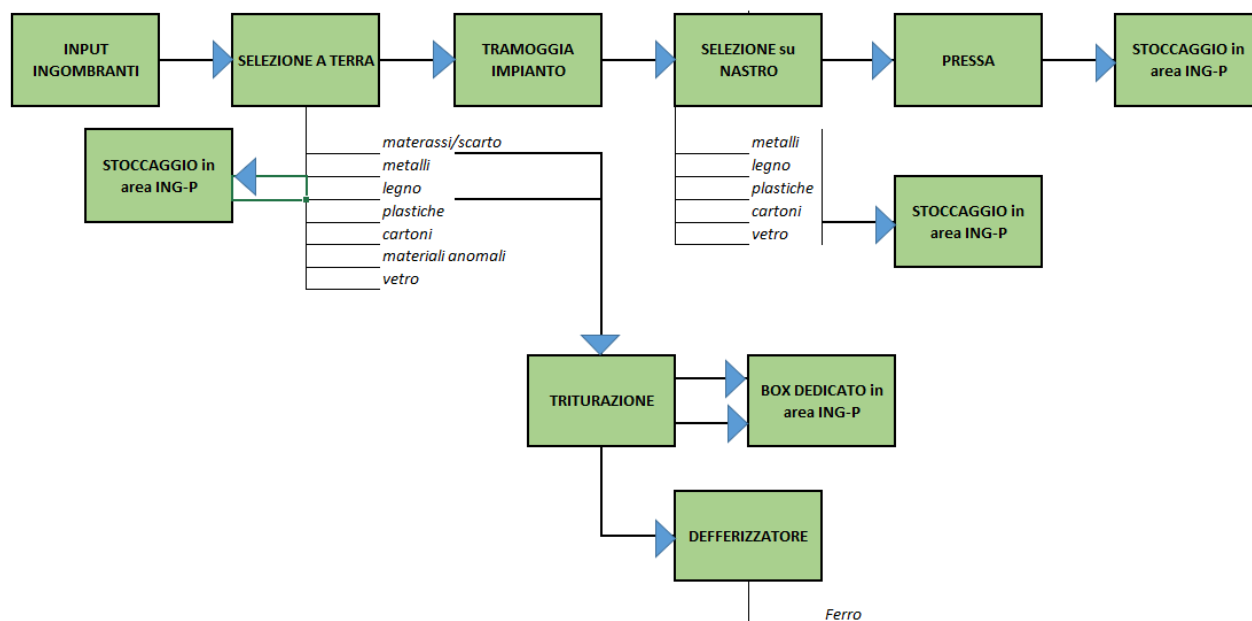 INPUT
INGOMBRANTI
SELEZIONE A TERRA
TRAMOGGIA
IMPIANTO
SELEZIONE su
NASTRO
PRESSA
STOCCAGGIO in
area ING-P
STOCCAGGIO in
area ING-P
materassi/scarto
metalli
legno
plastiche
cartoni
materiali anomali
vetro
metalli
legno
plastiche
cartoni
vetro
STOCCAGGIO in
area ING-P
TRITURAZIONE
BOX DEDICATO in
area ING-P
DEFFERIZZATORE
Ferro